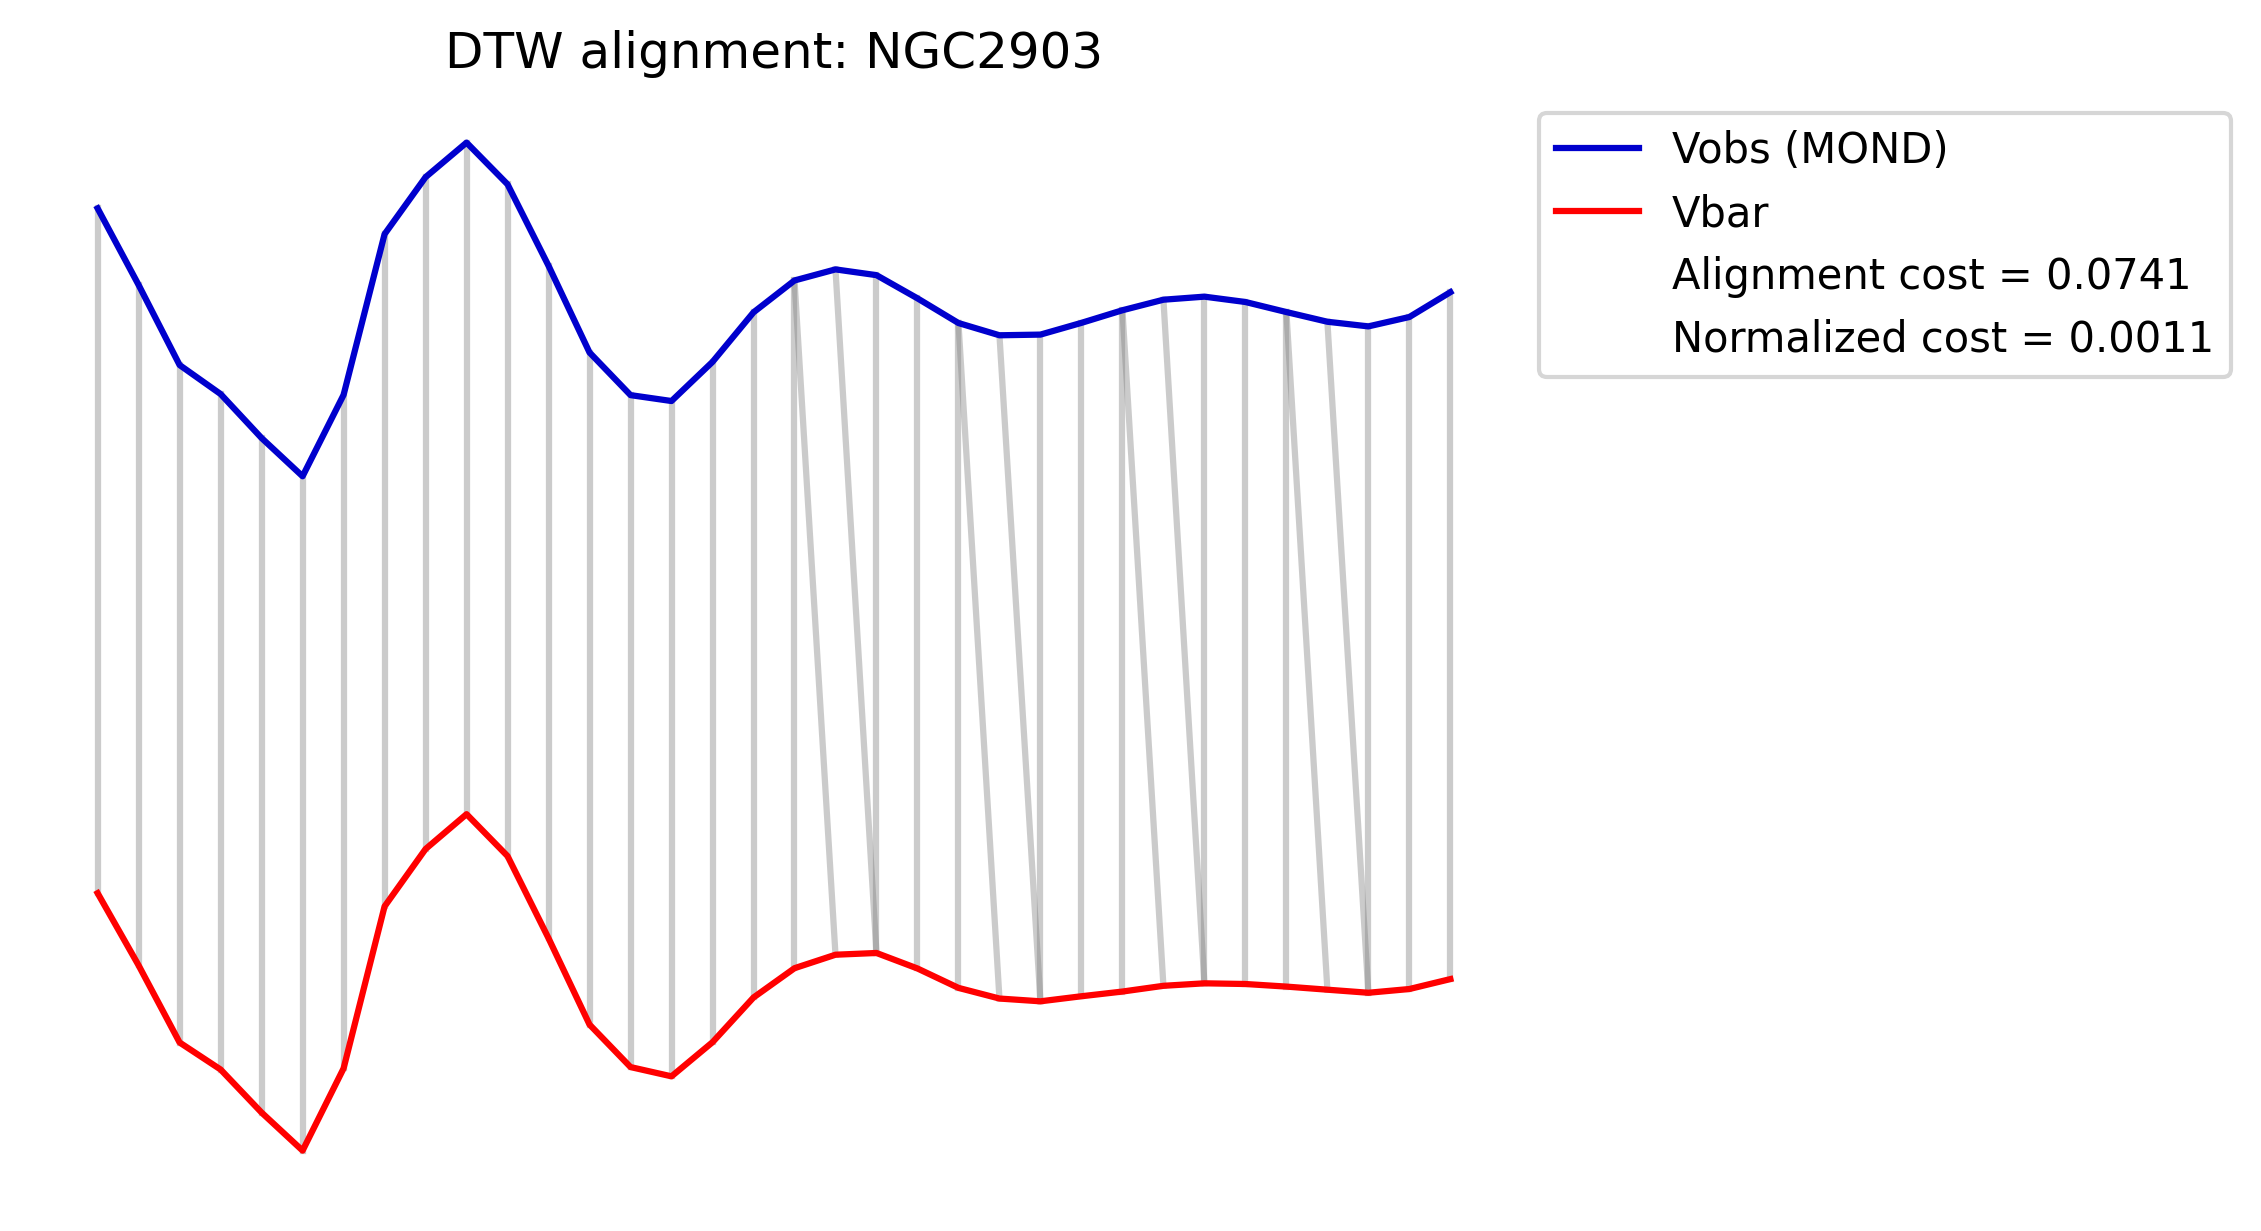 DTW alignment: NGC2903
Vobs (MOND)
Vbar
Alignment cost = 0.0741
Normalized cost = 0.0011